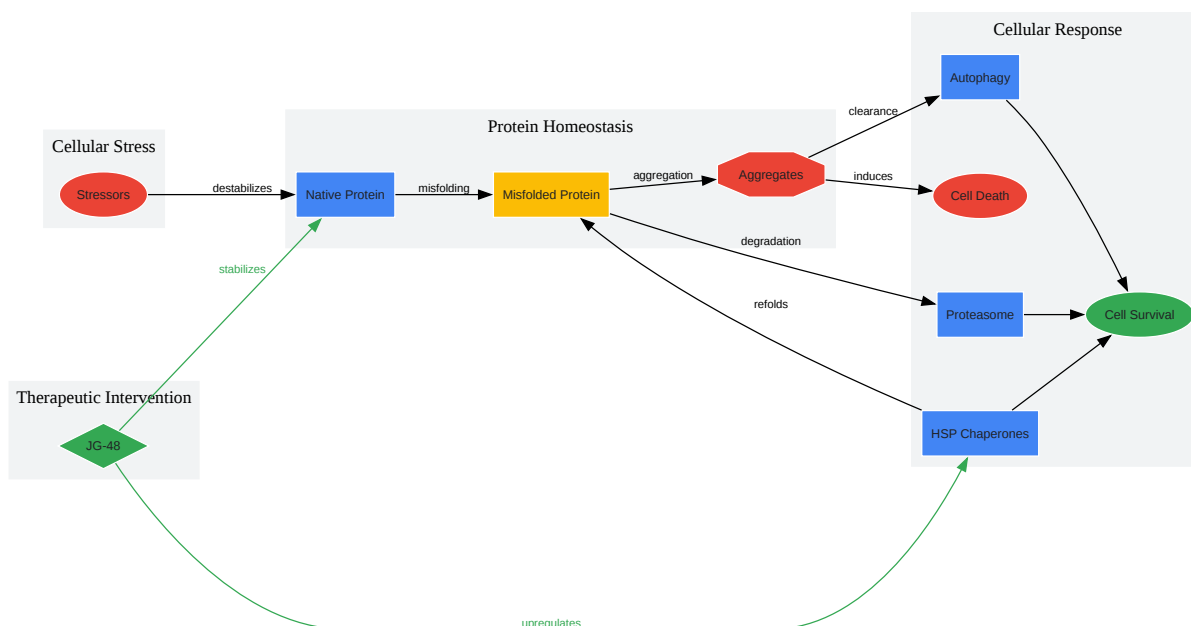 Cellular Response
Autophagy
clearance
Protein Homeostasis
Cellular Stress
Stressors
destabilizes
Native Protein
misfolding
Misfolded Protein
aggregation
Aggregates
induces
Cell Death
degradation
stabilizes
refolds
Proteasome
Cell Survival
Therapeutic Intervention
JG-48
HSP Chaperones
upregulates